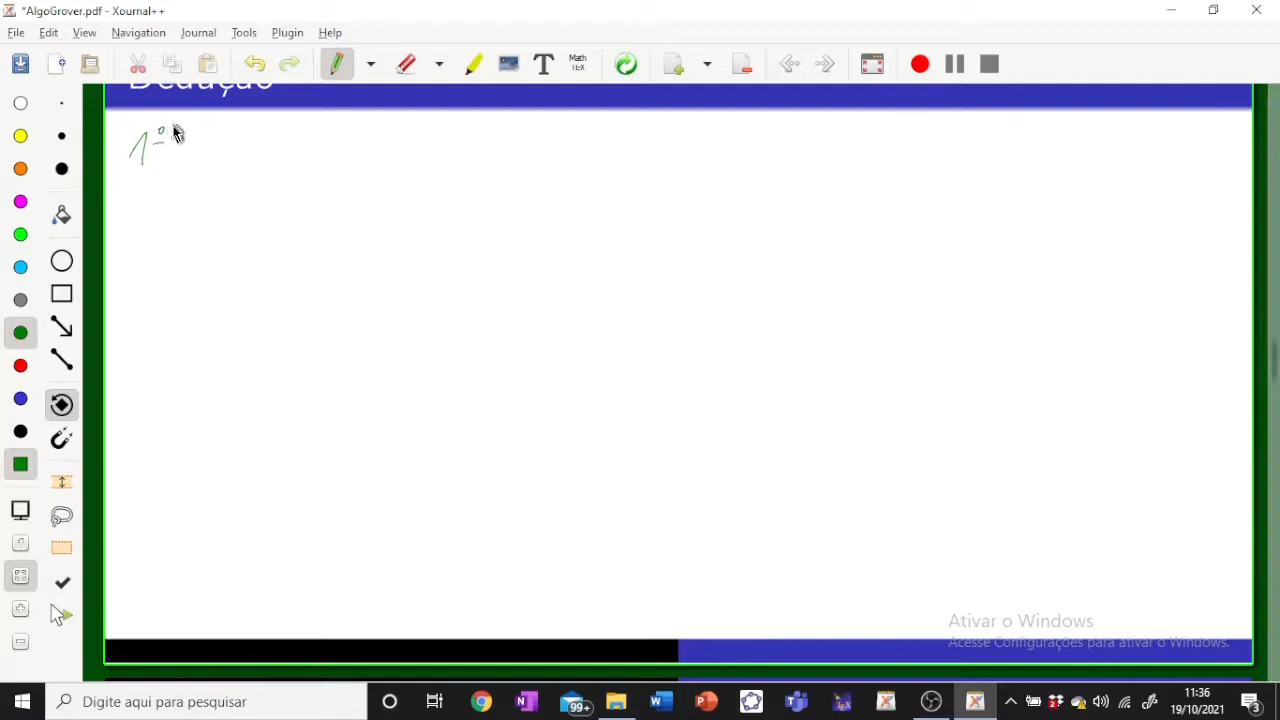 *AlgoGrover.pdf - Xournal++
File Edit View Navigation Journal Tools Plugin Help
T Math TEX
Dedução
1º
Ativar o Windows
Acesse Configurações para ativar o Windows.
Digite aqui para pesquisar
99+
11:36
19/10/2021
3